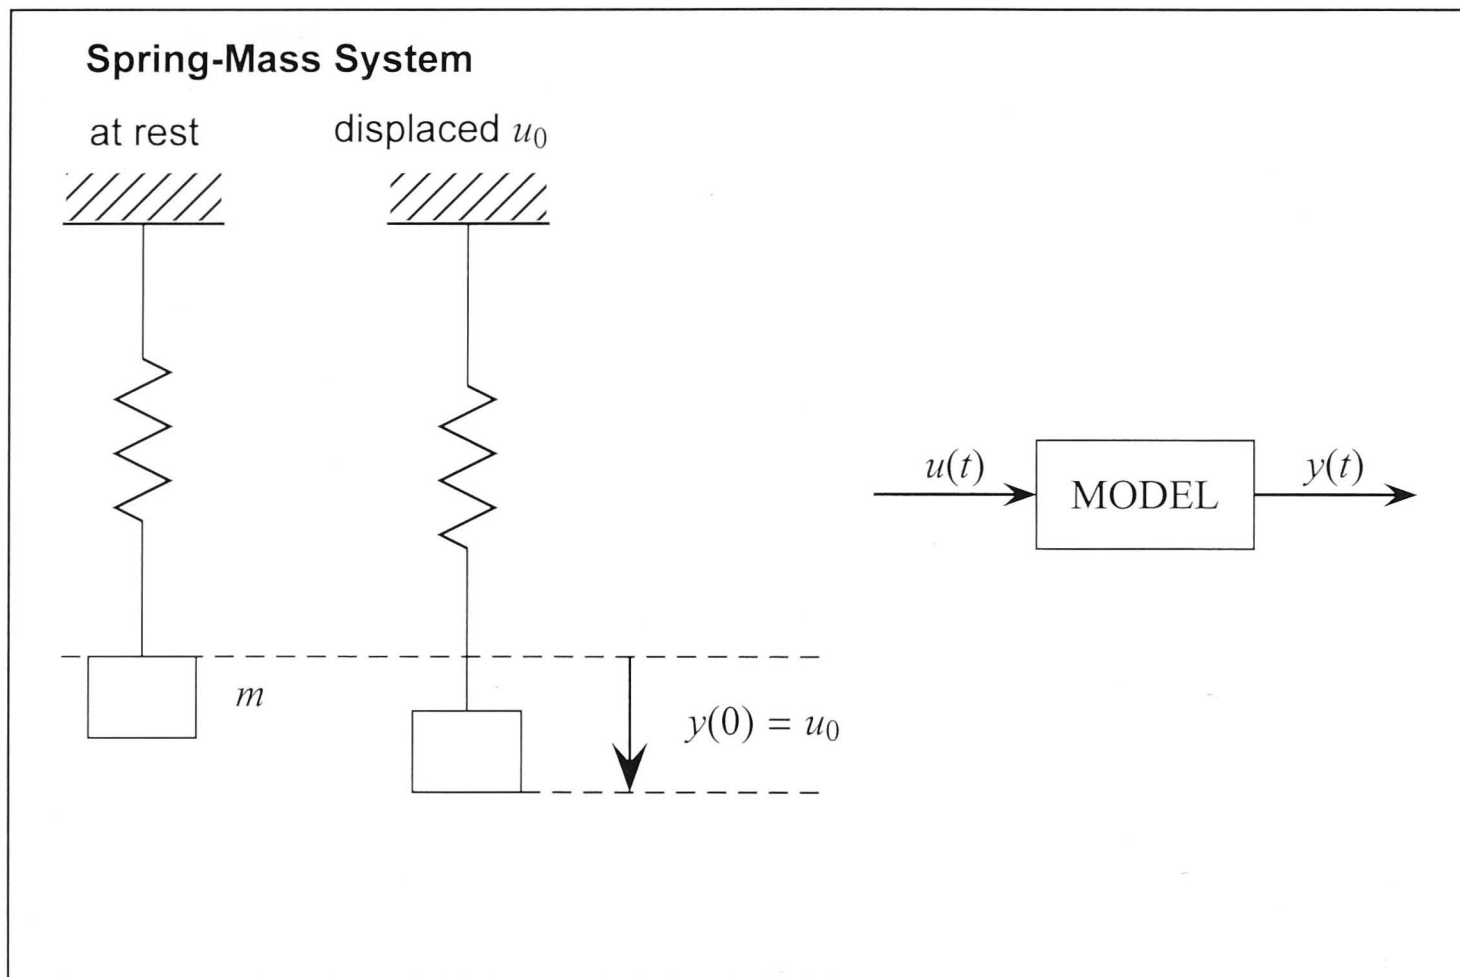 Spring-Mass System
at rest
displaced u₀
u(t)
MODEL
y(t)
m
y(0) = u₀